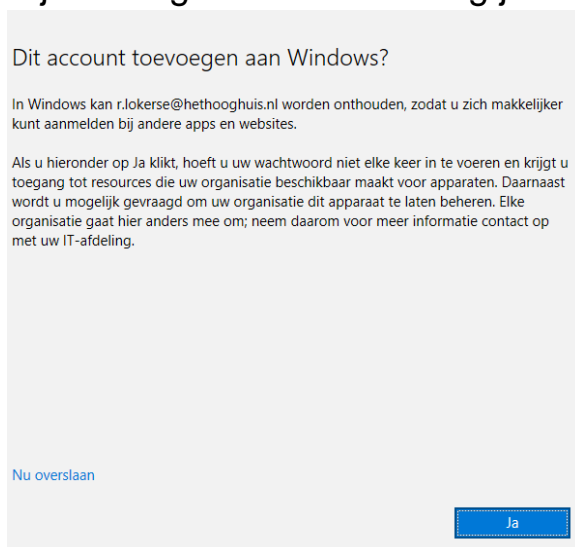 Dit account toevoegen aan Windows?
In Windows kan r.lokerse@hethooghuis.nl worden onthouden, zodat u zich makkelijker
kunt aanmelden bij andere apps en websites.
Als u hieronder op Ja klikt, hoeft u uw wachtwoord niet elke keer in te voeren en krijgt u
toegang tot resources die uw organisatie beschikbaar maakt voor apparaten. Daarnaast
wordt u mogelijk gevraagd om uw organisatie dit apparaat te laten beheren. Elke
organisatie gaat hier anders mee om; neem daarom voor meer informatie contact op
met uw IT-afdeling.
Nu overslaan
Ja